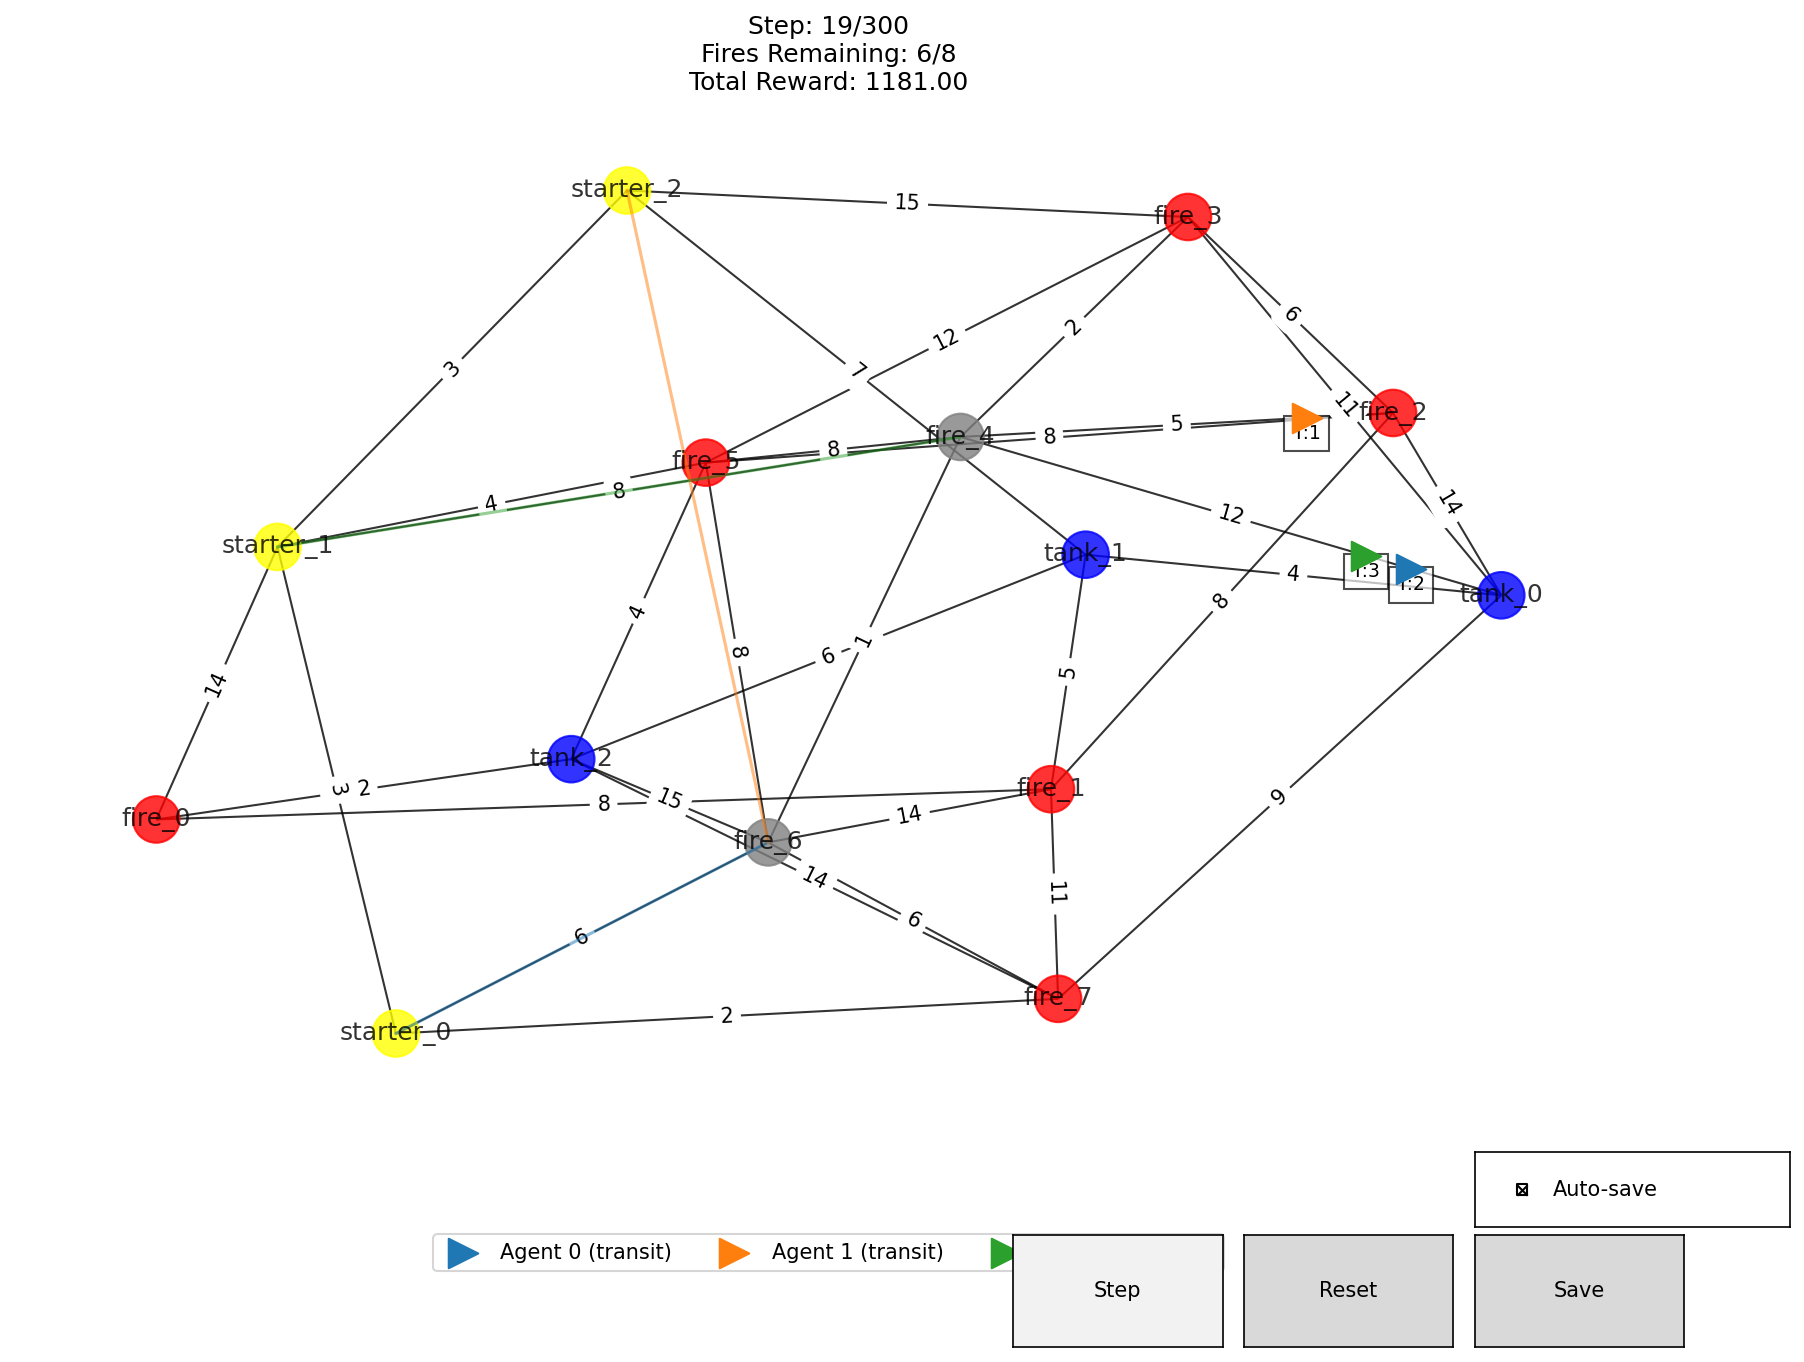 Step: 19/300
Fires Remaining: 6/8
Total Reward: 1181.00
starter_2
15
fire_3
6
2
12
3
7
11
fire_2
5
8
8
fire_4
T:1
fire_5
8
4
14
12
starter_1
tank_1
4
T:3
T:2
tank_0
8
4
8
1
6
5
14
tank_2
3
2
15
8
fire_1
9
fire_0
14
fire_6
14
11
6
6
fire_7
2
starter_0
Auto-save
Agent 0 (transit)
Agent 1 (transit)
Step
Reset
Save